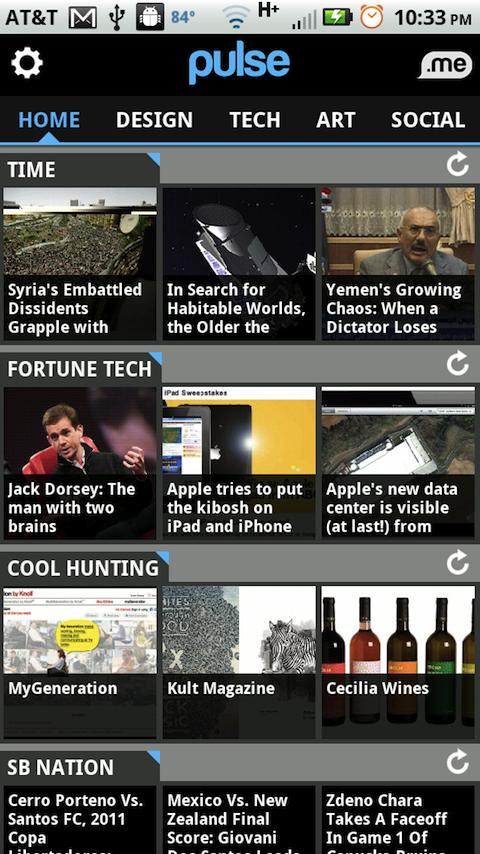 AT&T 84° H+ 10:33 PM
pulse
.me
HOME DESIGN TECH ART SOCIAL
TIME
Syria's Embattled
Dissidents
Grapple with
In Search for
Habitable Worlds,
the Older the
Yemen's Growing
Chaos: When a
Dictator Loses
FORTUNE TECH
Jack Dorsey: The
man with two
brains
iPad Sweepstakes
Apple tries to put
the kibosh on
iPad and iPhone
Apple's new data
center is visible
(at last!) from
COOL HUNTING
by Knoll
MyGeneration
Kult Magazine
Cecilia Wines
SB NATION
Cerro Porteno Vs.
Santos FC, 2011
Copa
Mexico Vs. New
Zealand Final
Score: Giovani
Zdeno Chara
Takes A Faceoff
In Game 1 Of